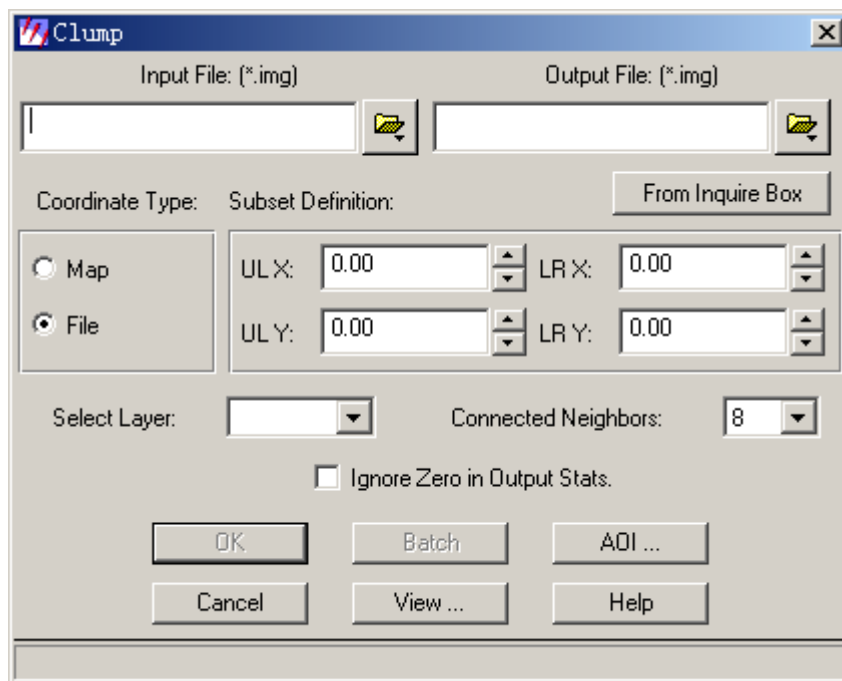 Clump
Input File: (*.img) Output File: (*.img)
From Inquire Box
Coordinate Type: Subset Definition:
Map UL X: 0.00 LR X: 0.00
File UL Y: 0.00 LR Y: 0.00
Select Layer: Connected Neighbors: 8
Ignore Zero in Output Stats.
OK Batch AOI ...
Cancel View ... Help